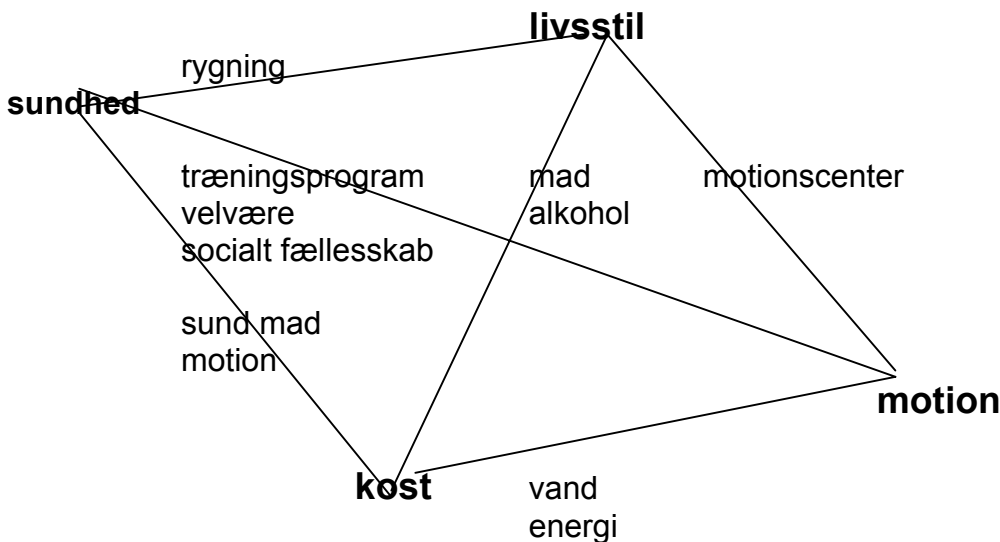 livsstil
rygning
sundhed
træningsprogram
velvære
socialt fællesskab
mad
alkohol
motionscenter
sund mad
motion
motion
kost
vand
energi